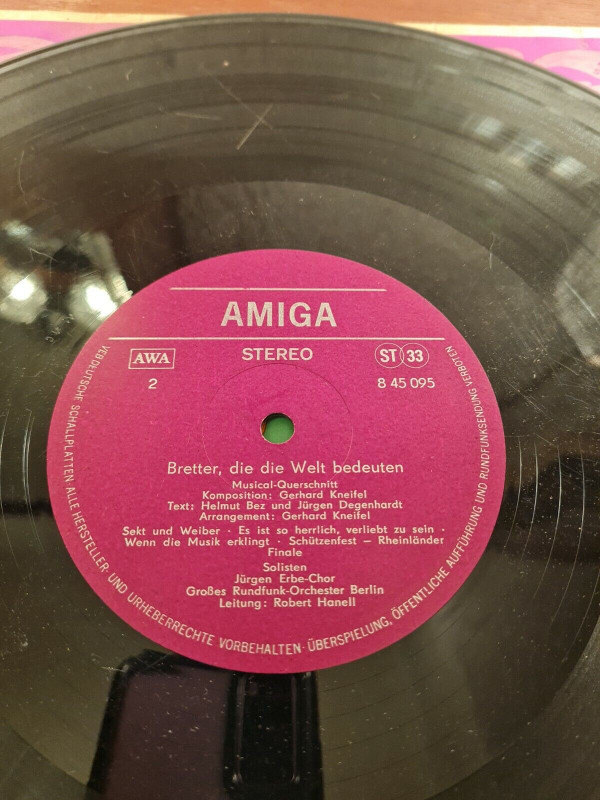 AMIGA
AWA
STEREO
ST 33
2
8 45 095
Bretter, die die Welt bedeuten
Musical-Querschnitt
Komposition: Gerhard Kneifel
Text: Helmut Bez und Jürgen Degenhardt
Arrangement: Gerhard Kneifel
Sekt und Weiber · Es ist so herrlich, verliebt zu sein ·
Wenn die Musik erklingt · Schützenfest — Rheinländer
Finale
Solisten
Jürgen Erbe-Chor
Großes Rundfunk-Orchester Berlin
Leitung: Robert Hanell
VEB DEUTSCHE SCHALLPLATTEN · ALLE HERSTELLER- UND URHEBERRECHTE VORBEHALTEN · ÜBERSPIELUNG, ÖFFENTLICHE AUFFÜHRUNG UND RUNDFUNKSENDUNG VERBOTEN